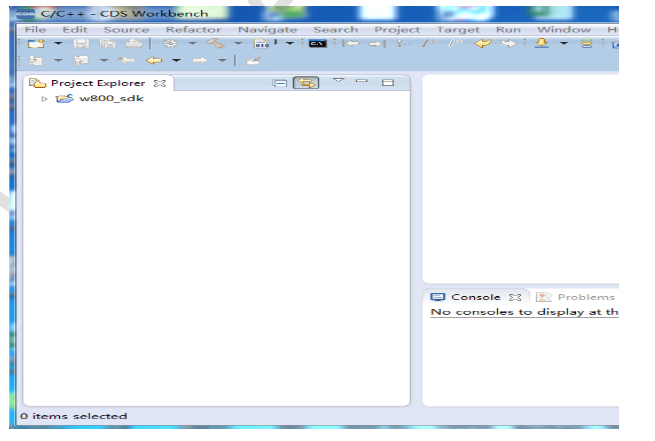 C/C++ - CDS Workbench
File Edit Source Refactor Navigate Search Project Target Run Window H
Project Explorer
w800_sdk
Console Problems
No consoles to display at th
0 items selected